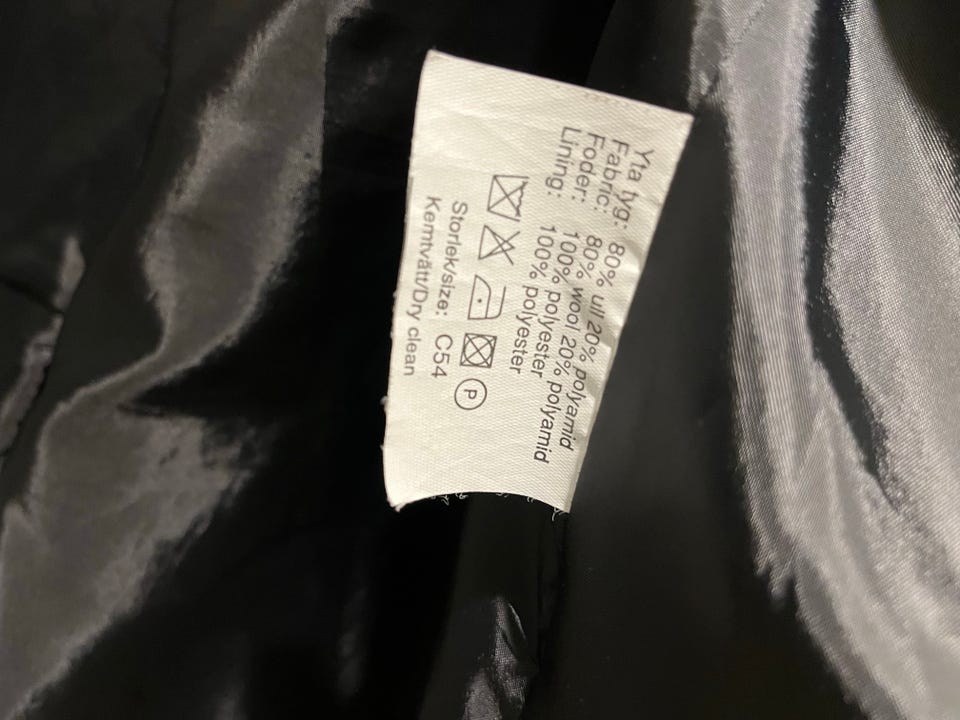 Yta tyg: 80% ull 20% polyamid
Fabric: 80% wool 20% polyamid
Foder: 100% polyester
Lining: 100% polyester
P
Storlek/size: C54
Kemtvätt/Dry clean